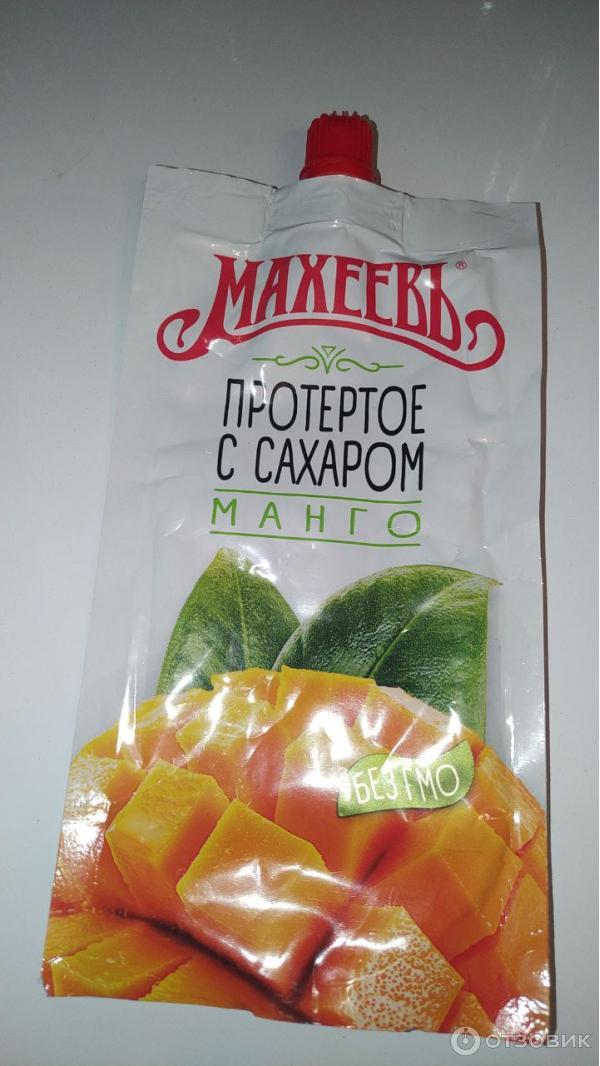 МАХЕЕВЪ®
ПРОТЕРТОЕ
С САХАРОМ
МАНГО
БЕЗ ГМО
ОТЗОВИК